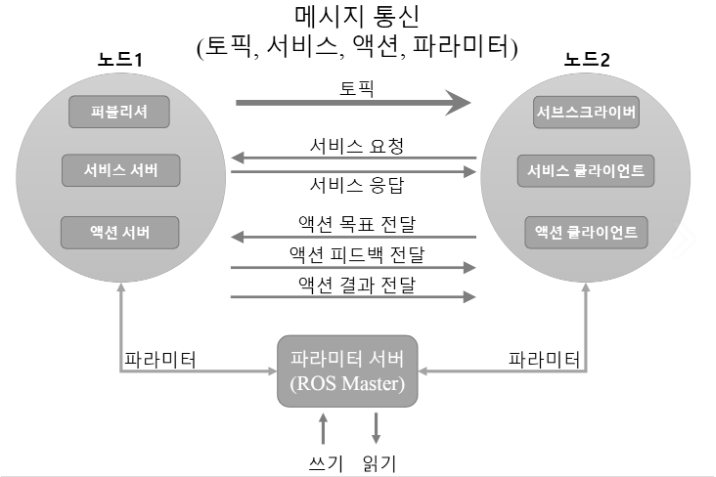 메시지 통신
(토픽, 서비스, 액션, 파라미터)
노드1
노드2
퍼블리셔
토픽
서브스크라이버
서비스 요청
서비스 서버
서비스 클라이언트
서비스 응답
액션 목표 전달
액션 서버
액션 클라이언트
액션 피드백 전달
액션 결과 전달
파라미터
파라미터 서버
(ROS Master)
파라미터
쓰기
읽기